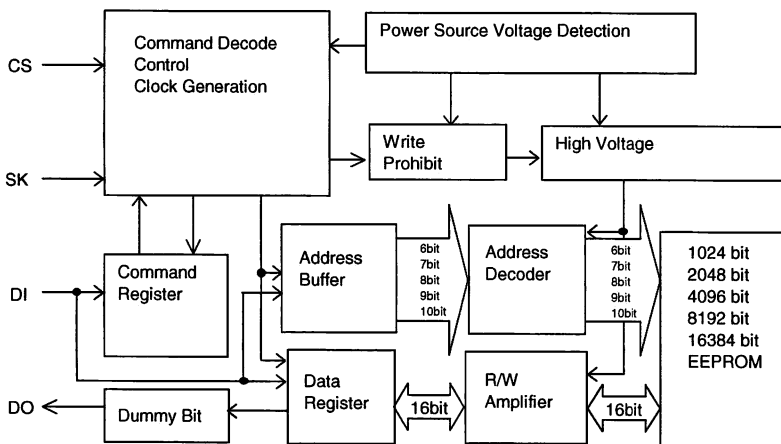 Command Decode
Control
Clock Generation
Power Source Voltage Detection
CS
SK
Write
Prohibit
High Voltage
Command
Register
DI
Address
Buffer
6bit
7bit
8bit
9bit
10bit
Address
Decoder
6bit
7bit
8bit
9bit
10bit
1024 bit
2048 bit
4096 bit
8192 bit
16384 bit
EEPROM
DO
Dummy Bit
Data
Register
16bit
R/W
Amplifier
16bit